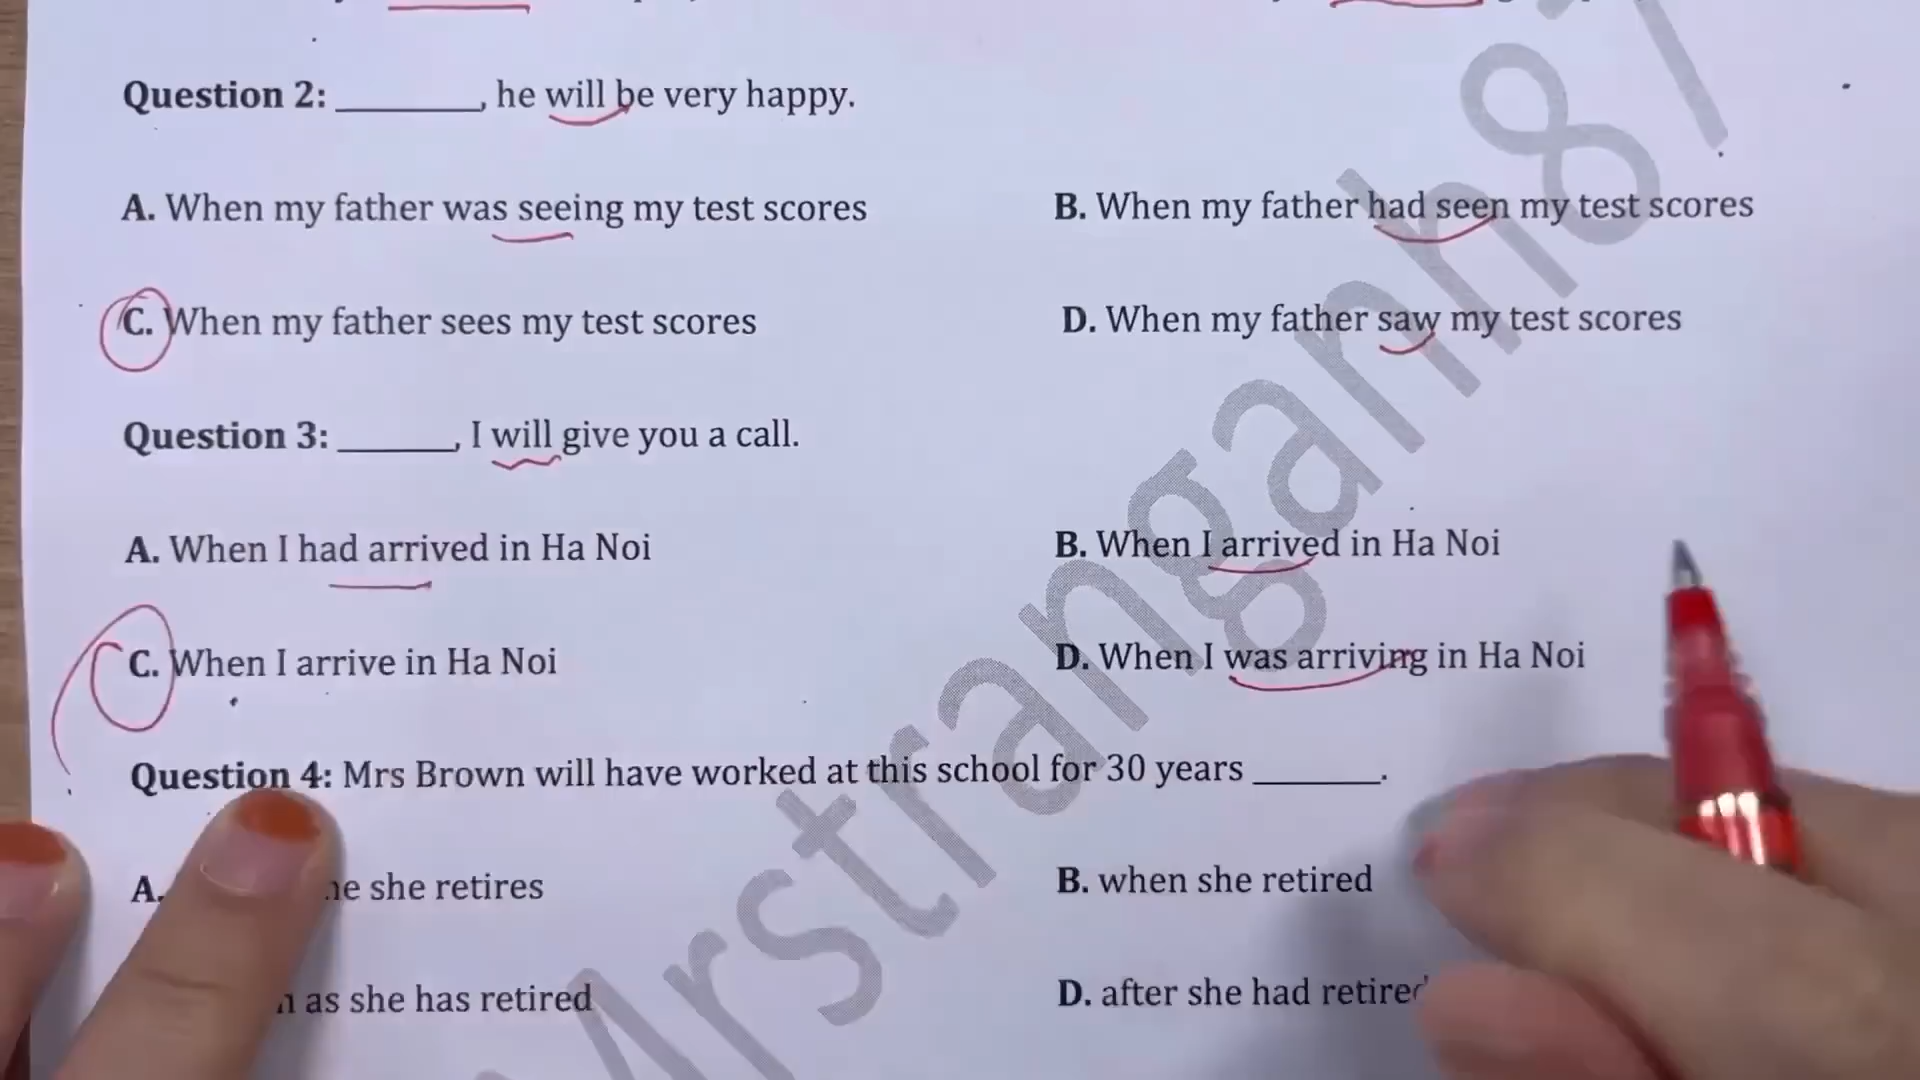 Question 2: ________, he will be very happy.
A. When my father was seeing my test scores
B. When my father had seen my test scores
C. When my father sees my test scores
D. When my father saw my test scores
Question 3: _______, I will give you a call.
A. When I had arrived in Ha Noi
B. When I arrived in Ha Noi
C. When I arrive in Ha Noi
D. When I was arriving in Ha Noi
Question 4: Mrs Brown will have worked at this school for 30 years _______.
A. she retires
B. when she retired
as she has retired
D. after she had retired
Mrstranganh87